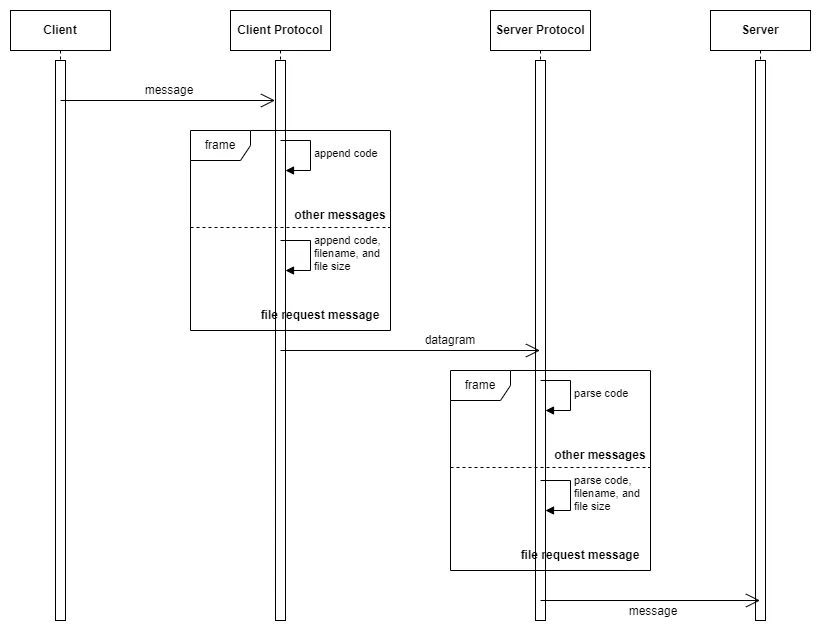 Client
Client Protocol
Server Protocol
Server
message
frame
append code
other messages
append code,
filename, and
file size
file request message
datagram
frame
parse code
other messages
parse code,
filename, and
file size
file request message
message